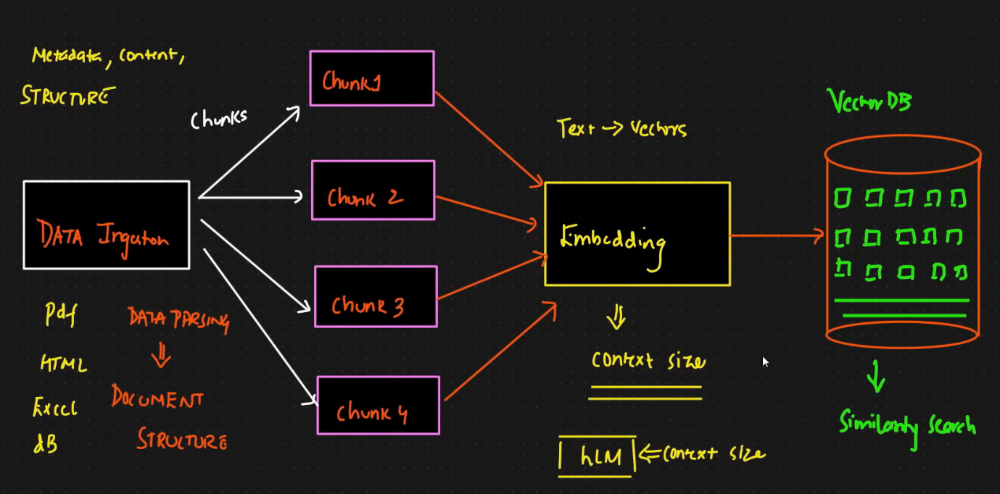 Metadata, content,
STRUCTURE
Chunks
Chunk 1
Chunk 2
Chunk 3
Chunk 4
DATA Ingestion
Pdf
HTML
Excel
dB
DATA PARSING
⇓
DOCUMENT
STRUCTURE
Text → Vectors
Embedding
⇓
context size
LLM ⇐ context size
Vector DB
↓
Similarity search